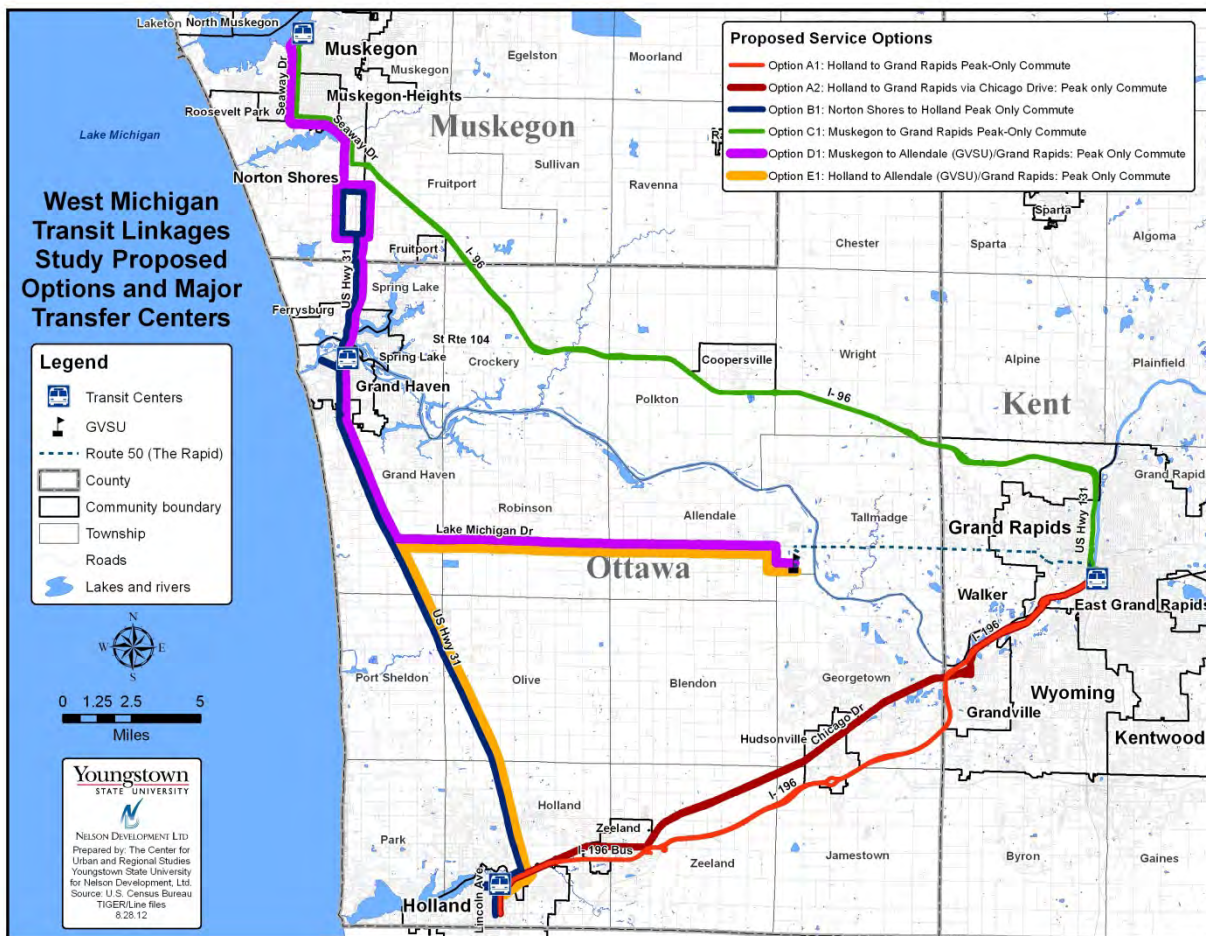 Laketon
North Muskegon
Muskegon
Muskegon
Egelston
Moorland
Muskegon-Heights
Seaway Dr
Roosevelt Park
Seaway Dr
Lake Michigan
Muskegon
Sullivan
Norton Shores
Fruitport
Ravenna
Proposed Service Options
Option A1: Holland to Grand Rapids Peak-Only Commute
Option A2: Holland to Grand Rapids via Chicago Drive: Peak only Commute
Option B1: Norton Shores to Holland Peak Only Commute
Option C1: Muskegon to Grand Rapids Peak-Only Commute
Option D1: Muskegon to Allendale (GVSU)/Grand Rapids: Peak Only Commute
Option E1: Holland to Allendale (GVSU)/Grand Rapids: Peak Only Commute
West Michigan
Transit Linkages
Study Proposed
Options and Major
Transfer Centers
Sparta
Chester
Sparta
Algoma
Fruitport
I- 96
US Hwy 31
Spring Lake
Ferrysburg
St Rte 104
Spring Lake
Crockery
Coopersville
Wright
Alpine
Plainfield
Grand Haven
Polkton
I- 96
Kent
Legend
Transit Centers
GVSU
Route 50 (The Rapid)
County
Community boundary
Township
Roads
Lakes and rivers
Grand Haven
Robinson
Allendale
Tallmadge
Grand Rapids
Grand Rapid
US Hwy 131
Lake Michigan Dr
Ottawa
Walker
East Grand Rapids
I- 196
N
W
E
S
US Hwy 31
Port Sheldon
Olive
Blendon
Georgetown
Wyoming
Grandville
Kentwood
Hudsonville
Chicago Dr
I- 196
0 1.25 2.5 5
Miles
Youngstown
STATE UNIVERSITY
NELSON DEVELOPMENT LTD
Prepared by: The Center for
Urban and Regional Studies
Youngstown State University
for Nelson Development, Ltd.
Source: U.S. Census Bureau
TIGER/Line files
8.28.12
Holland
Park
Zeeland
I- 196 Bus
Zeeland
Jamestown
Byron
Gaines
Lincoln Ave
Holland